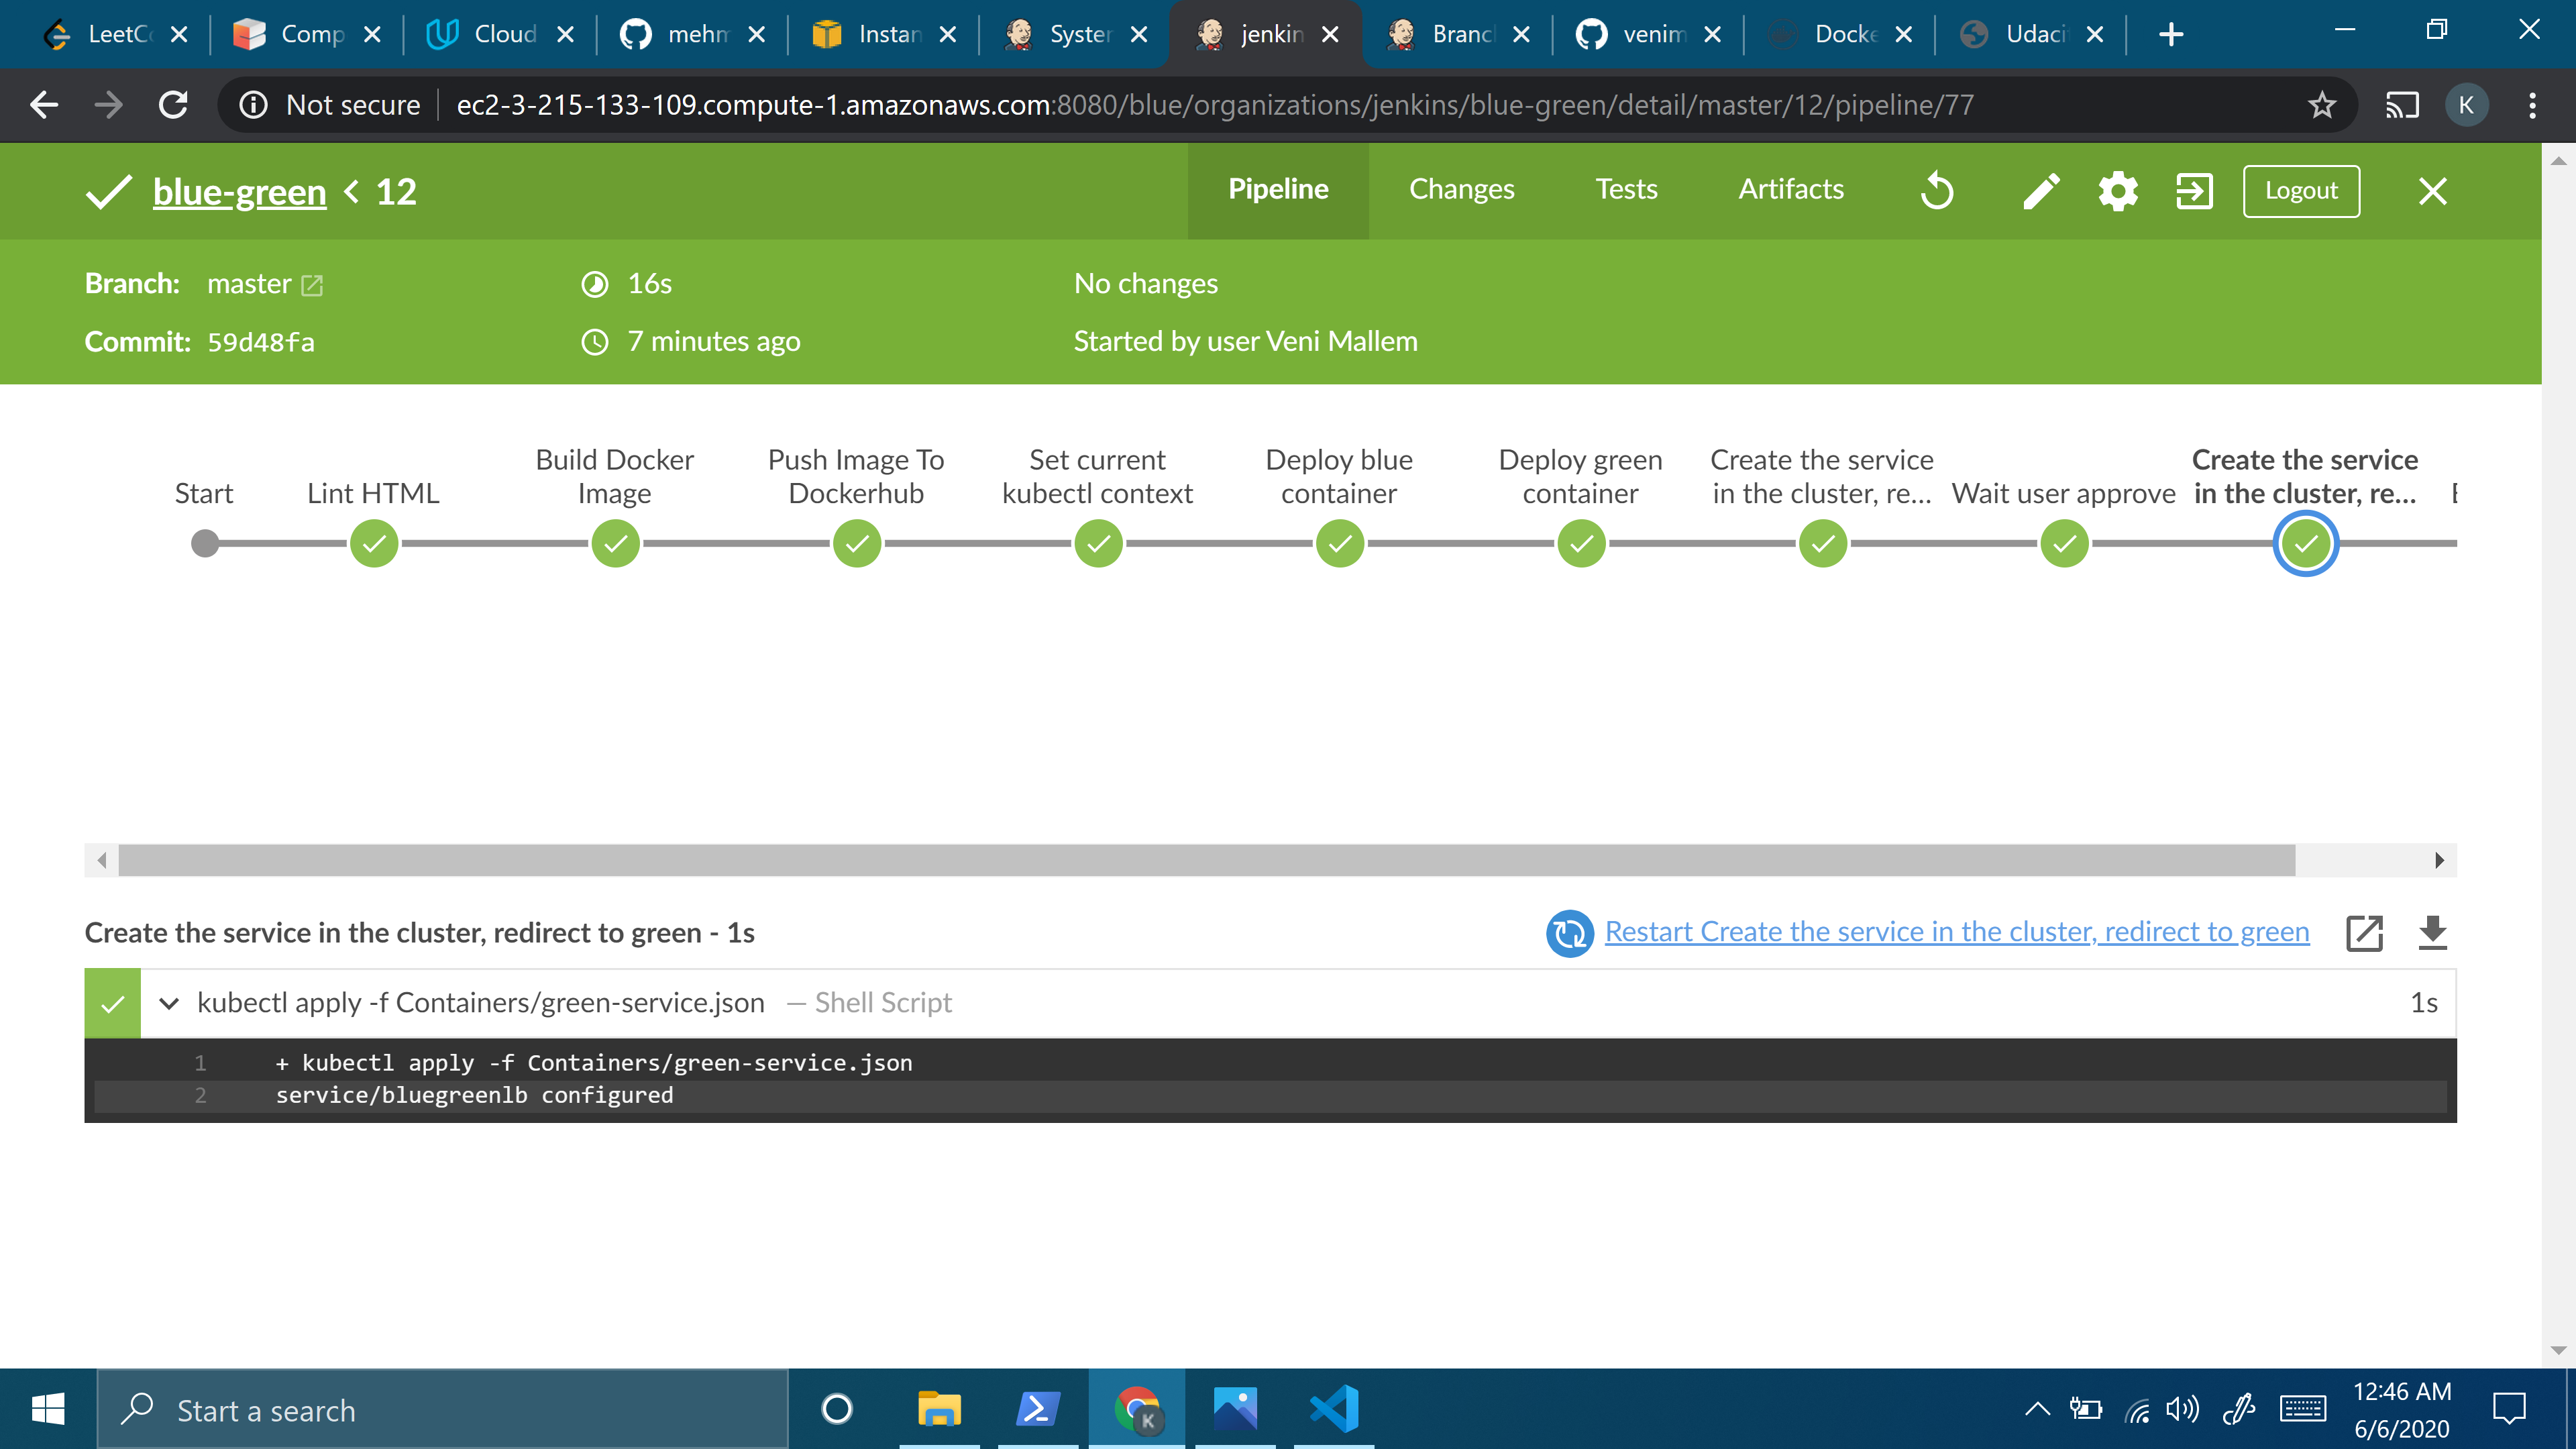 LeetC
Comp
Cloud
mehm
Instan
System
jenkin
Branc
venim
Docke
Udaci
Not secure
ec2-3-215-133-109.compute-1.amazonaws.com:8080/blue/organizations/jenkins/blue-green/detail/master/12/pipeline/77
K
blue-green < 12
Pipeline
Changes
Tests
Artifacts
Logout
Branch: master
16s
No changes
Commit: 59d48fa
7 minutes ago
Started by user Veni Mallem
Start
Lint HTML
Build Docker
Image
Push Image To
Dockerhub
Set current
kubectl context
Deploy blue
container
Deploy green
container
Create the service
in the cluster, re...
Wait user approve
Create the service
in the cluster, re...
Create the service in the cluster, redirect to green - 1s
Restart Create the service in the cluster, redirect to green
kubectl apply -f Containers/green-service.json — Shell Script
1s
1 + kubectl apply -f Containers/green-service.json
2 service/bluegreenlb configured
Start a search
K
12:46 AM
6/6/2020